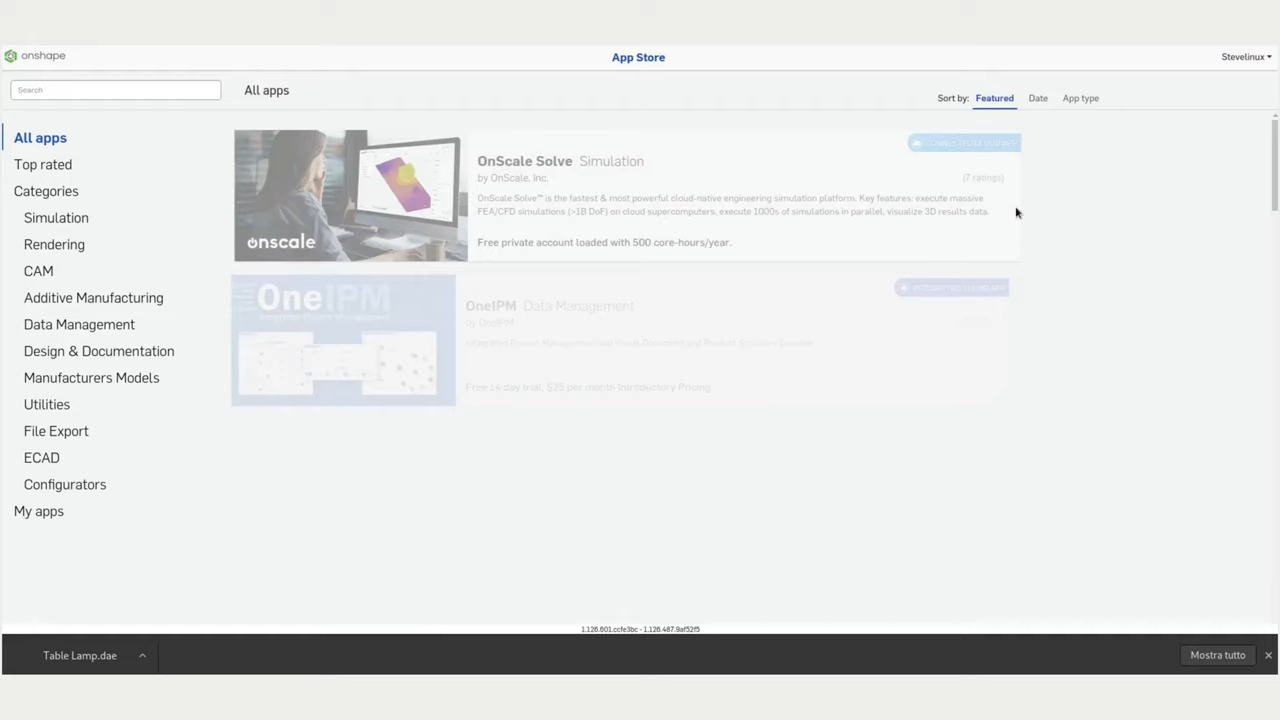 onshape
App Store
Stevelinux
Search
All apps
Sort by: Featured Date App type
All apps
Top rated
Categories
Simulation
Rendering
CAM
Additive Manufacturing
Data Management
Design & Documentation
Manufacturers Models
Utilities
File Export
ECAD
Configurators
My apps
onscale
OnScale Solve Simulation
by OnScale, Inc.
(7 ratings)
OnScale Solve™ is the fastest & most powerful cloud-native engineering simulation platform. Key features: execute massive
FEA/CFD simulations (>1B DoF) on cloud supercomputers, execute 1000s of simulations in parallel, visualize 3D results data.
Free private account loaded with 500 core-hours/year.
OneIPM
OneIPM Data Management
by OneIPM
Free 14 day trial, $25 per month Introductory Pricing
1.126.601.ccfe3bc - 1.126.487.9af52f5
Table Lamp.dae
Mostra tutto